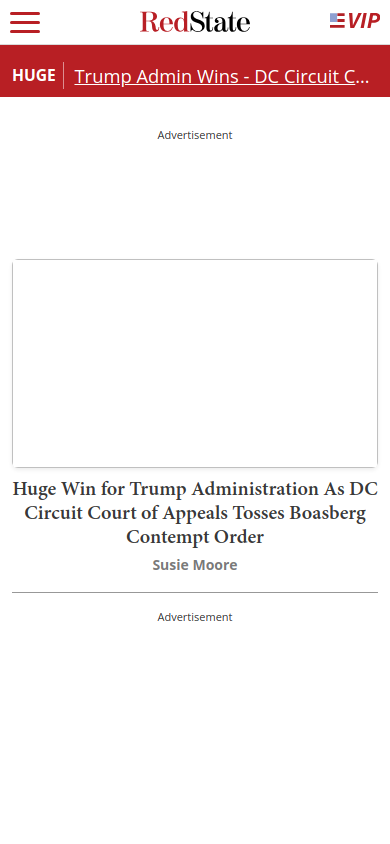 RedState
VIP
HUGE
Trump Admin Wins - DC Circuit C...
Advertisement
Huge Win for Trump Administration As DC
Circuit Court of Appeals Tosses Boasberg
Contempt Order
Susie Moore
Advertisement